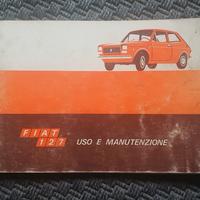 FIAT
127 USO E MANUTENZIONE